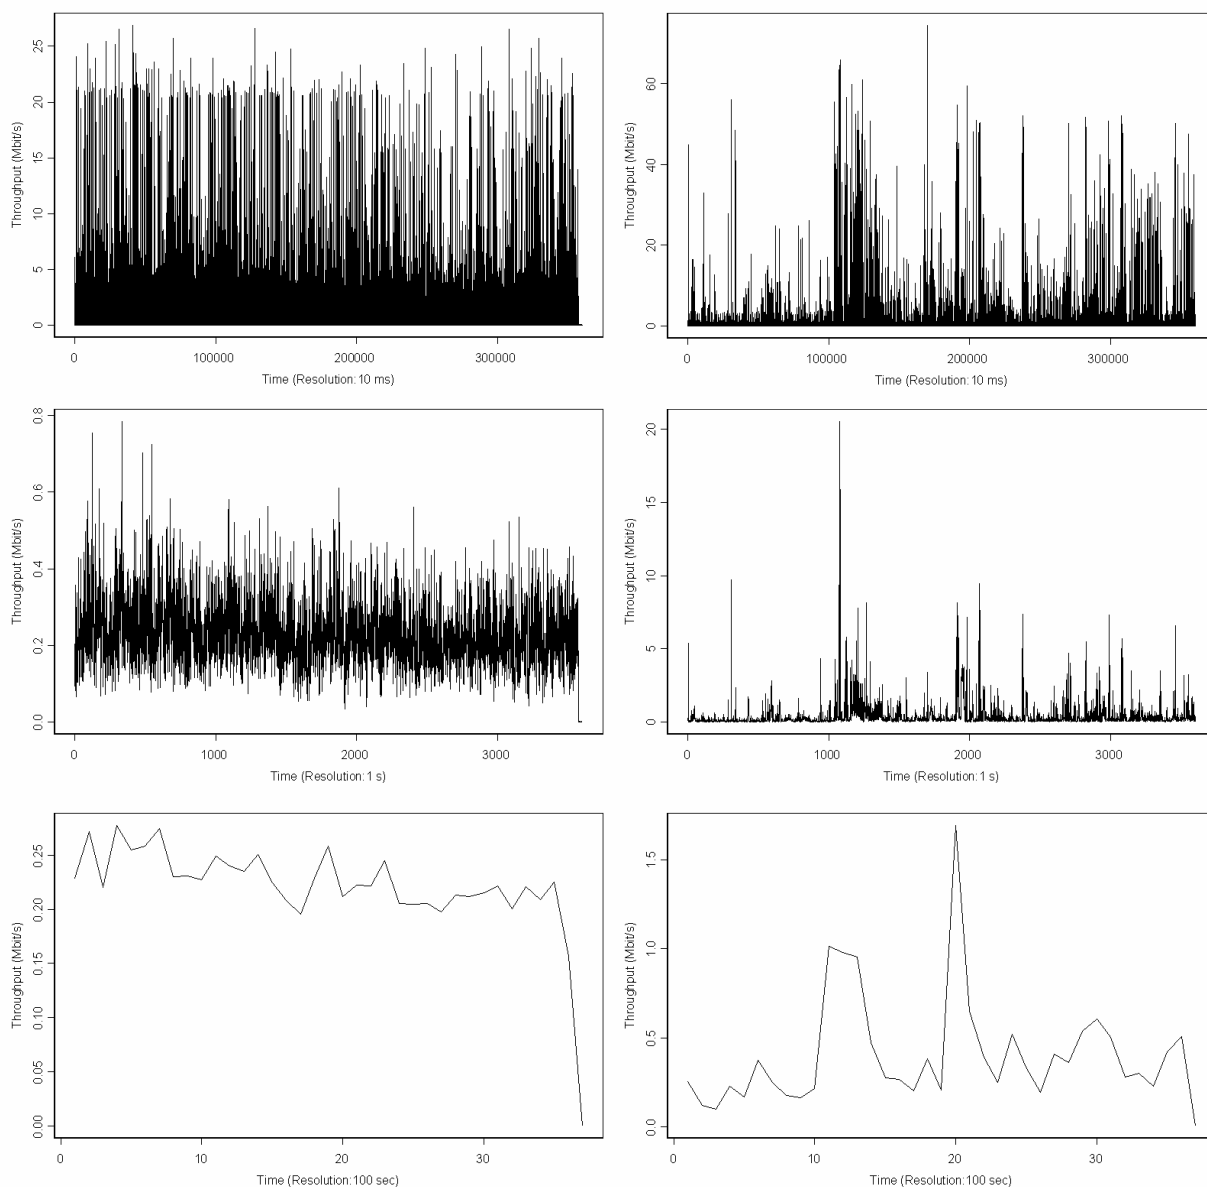 25
20
15
10
5
0
Throughput (Mbit/s)
0 100000 200000 300000
Time (Resolution: 10 ms)
60
40
20
0
Throughput (Mbit/s)
0 100000 200000 300000
Time (Resolution: 10 ms)
0.8
0.6
0.4
0.2
0.0
Throughput (Mbit/s)
0 1000 2000 3000
Time (Resolution: 1 s)
20
15
10
5
0
Throughput (Mbit/s)
0 1000 2000 3000
Time (Resolution: 1 s)
0.25
0.20
0.15
0.10
0.05
0.00
Throughput (Mbit/s)
0 10 20 30
Time (Resolution:100 sec)
1.5
1.0
0.5
0.0
Throughput (Mbit/s)
0 10 20 30
Time (Resolution:100 sec)